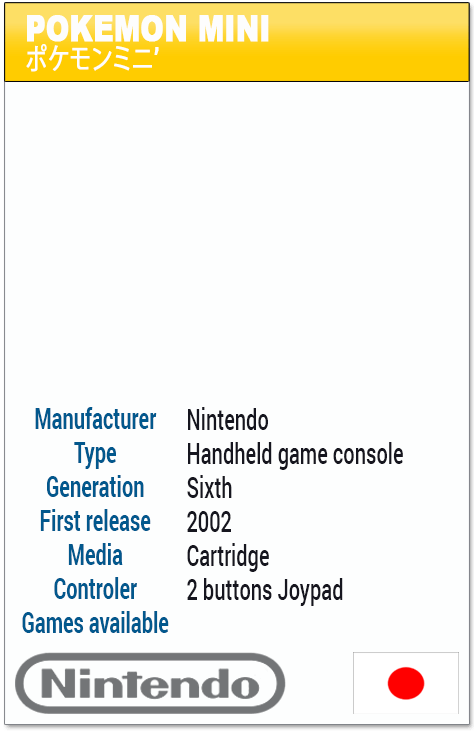 POKEMON MINI
ポケモンミニ’
Manufacturer Nintendo
Type Handheld game console
Generation Sixth
First release 2002
Media Cartridge
Controler 2 buttons Joypad
Games available
Nintendo